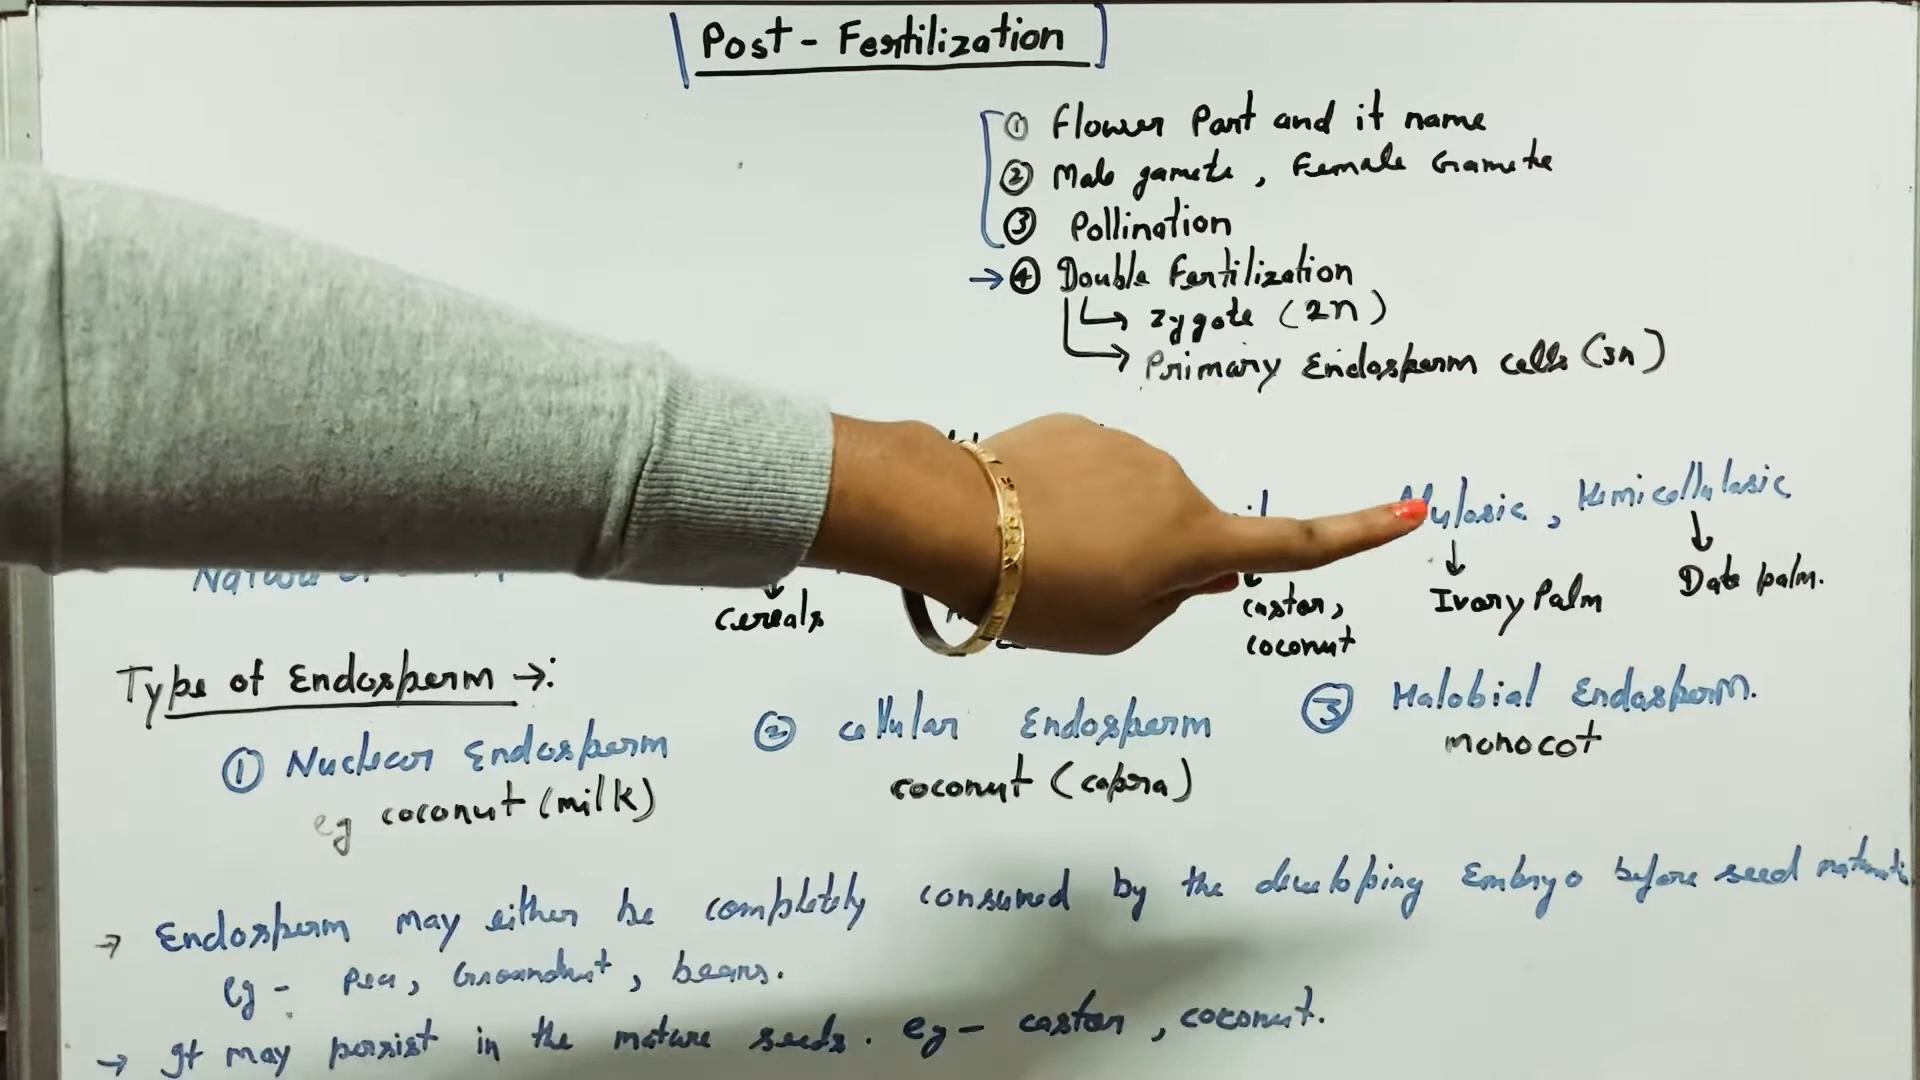 Post - Fertilization
① Flower Part and it name
② Male gamete, Female Gamete
③ Pollination
→ ④ Double Fertilization
→ zygote (2n)
→ Primary Endosperm cells (3n)
Hemicellulosic
Cereals
castor,
coconut
Ivory Palm
Date palm.
Type of Endosperm →:
① Nuclear Endosperm
eg coconut (milk)
② cellular Endosperm
coconut (copra)
③ Halobial Endosperm.
monocot
→ Endosperm may either be completely consumed by the developing Embryo before seed
eg - Pea, Groundnut, beans.
→ It may persist in the mature seeds. eg - castor, coconut.